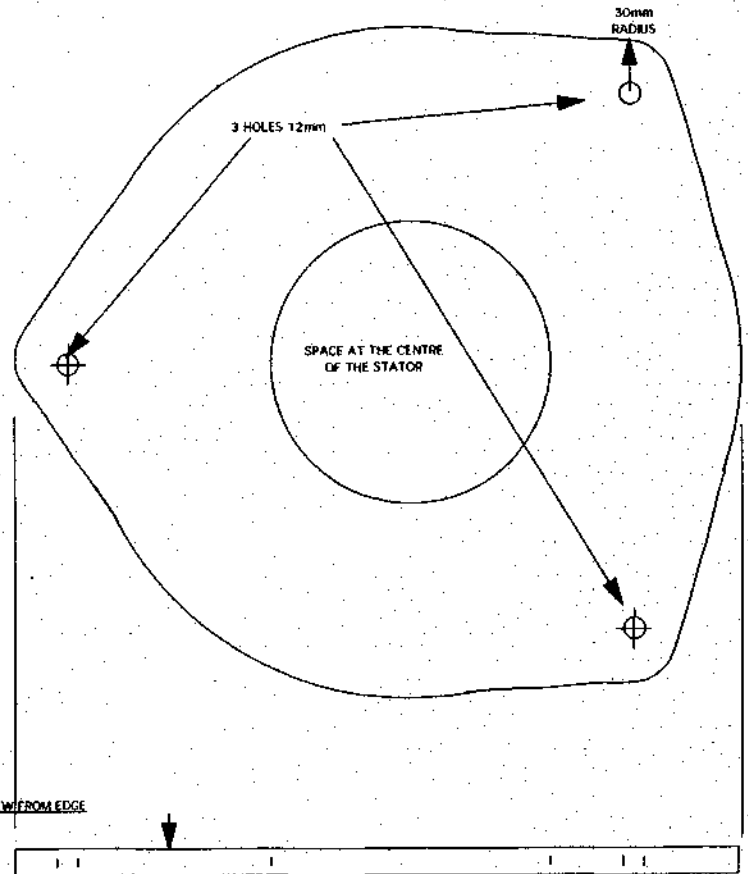 30mm
RADIUS
3 HOLES 12mm
SPACE AT THE CENTRE
OF THE STATOR
W FROM EDGE